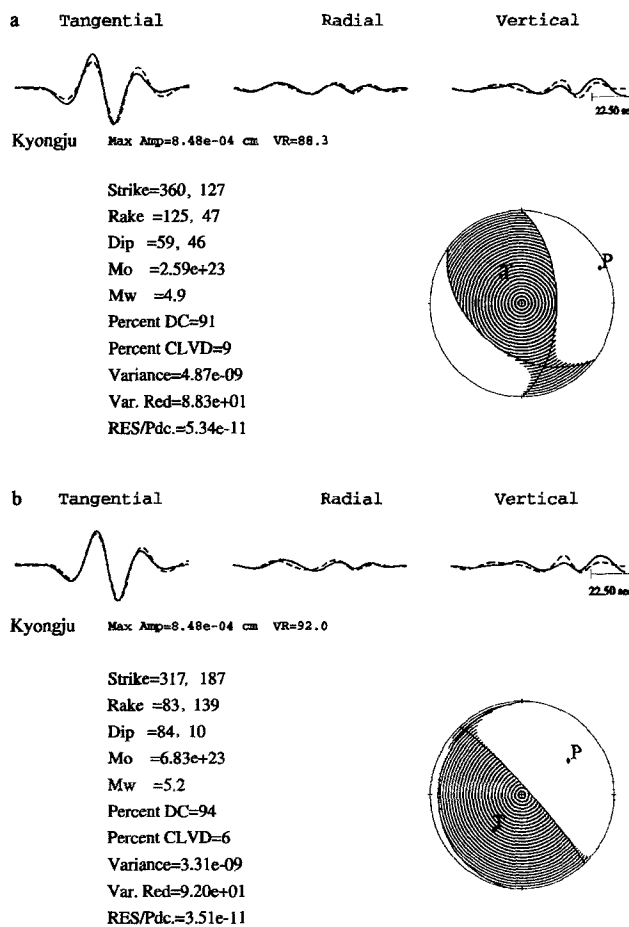 a Tangential Radial Vertical
22.50 sec
Kyongju Max Amp=8.48e-04 cm VR=88.3
Strike=360, 127
Rake =125, 47
Dip =59, 46
Mo =2.59e+23
Mw =4.9
Percent DC=91
Percent CLVD=9
Variance=4.87e-09
Var. Red=8.83e+01
RES/Pdc.=5.34e-11
P
b Tangential Radial Vertical
22.50 sec
Kyongju Max Amp=8.48e-04 cm VR=92.0
Strike=317, 187
Rake =83, 139
Dip =84, 10
Mo =6.83e+23
Mw =5.2
Percent DC=94
Percent CLVD=6
Variance=3.31e-09
Var. Red=9.20e+01
RES/Pdc.=3.51e-11
P